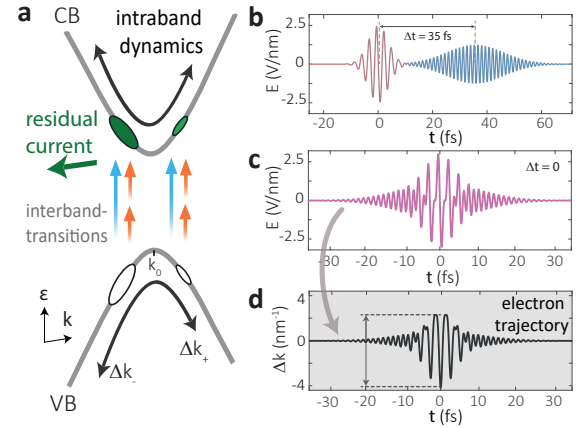 a
CB
intraband
dynamics
residual
current
interband-
transitions
k₀
ε
k
Δk₋
Δk₊
VB
b
E (V/nm)
2.5
0
-2.5
Δt = 35 fs
-20 0 20 40 60
t (fs)
c
E (V/nm)
2.5
0
-2.5
Δt = 0
-30 -20 -10 0 10 20 30
t (fs)
d
Δk (nm⁻¹)
4
0
-4
electron
trajectory
-30 -20 -10 0 10 20 30
t (fs)